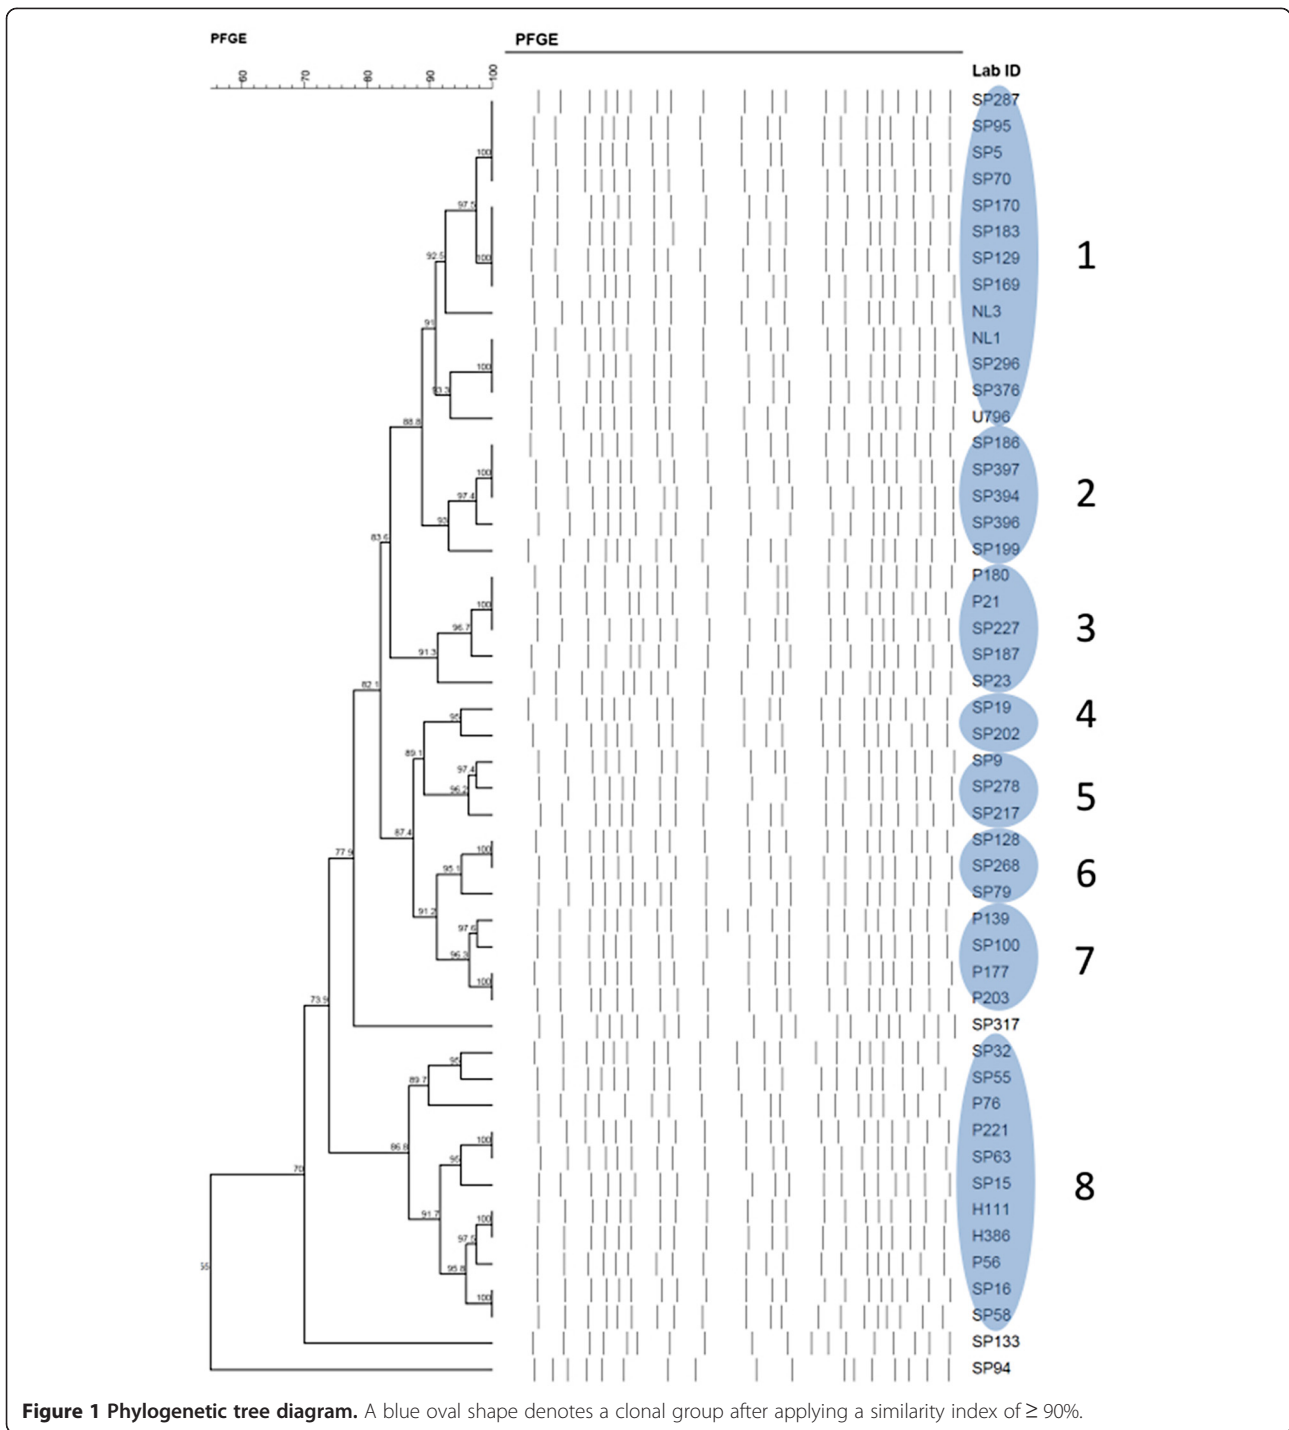 PFGE PFGE
60 70 80 90 100
Lab ID
SP287
SP95
SP5
100 SP70
97.5 SP170
SP183
92.5 100 SP129 1
SP169
91 NL3
NL1
100 SP296
93.3 SP376
88.8 U796
SP186
100 SP397
97.4 SP394 2
93 SP396
83.6 SP199
P180
100 P21
96.7 SP227 3
91.3 SP187
82.1 SP23
95 SP19 4
SP202
89.1 SP9
97.4 SP278 5
96.2 SP217
87.4 SP128
77.9 100 SP268 6
95.1 SP79
91.2 P139
97.6 SP100
96.3 P177 7
100 P203
73.9 SP317
SP32
95 SP55
89.7 P76
P221
86.8 100 SP63
70 95 SP15 8
91.7 H111
100 H386
97.5 P56
55 95.8 SP16
100 SP58
SP133
SP94
Figure 1 Phylogenetic tree diagram. A blue oval shape denotes a clonal group after applying a similarity index of ≥ 90%.